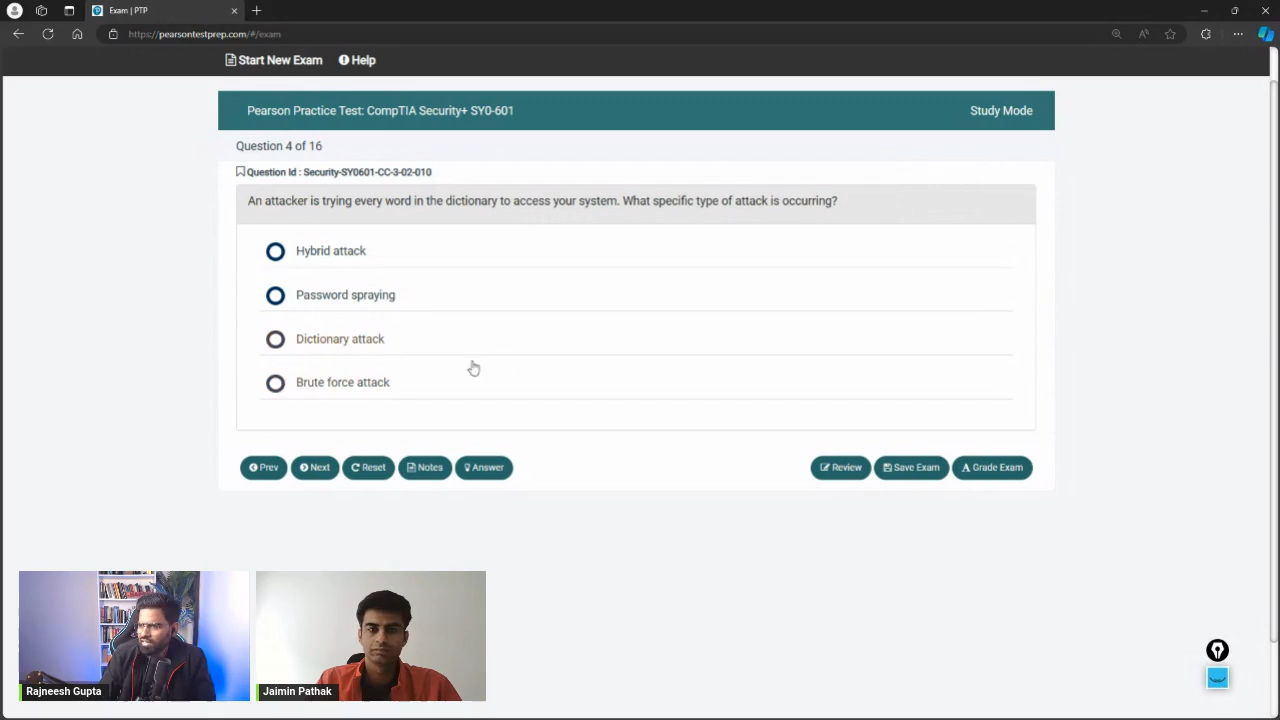 Exam | PTP
https://pearsontestprep.com/#/exam
Start New Exam Help
Pearson Practice Test: CompTIA Security+ SY0-601 Study Mode
Question 4 of 16
Question Id : Security-SY0601-CC-3-02-010
An attacker is trying every word in the dictionary to access your system. What specific type of attack is occurring?
Hybrid attack
Password spraying
Dictionary attack
Brute force attack
Prev Next Reset Notes Answer Review Save Exam Grade Exam
Rajneesh Gupta Jaimin Pathak